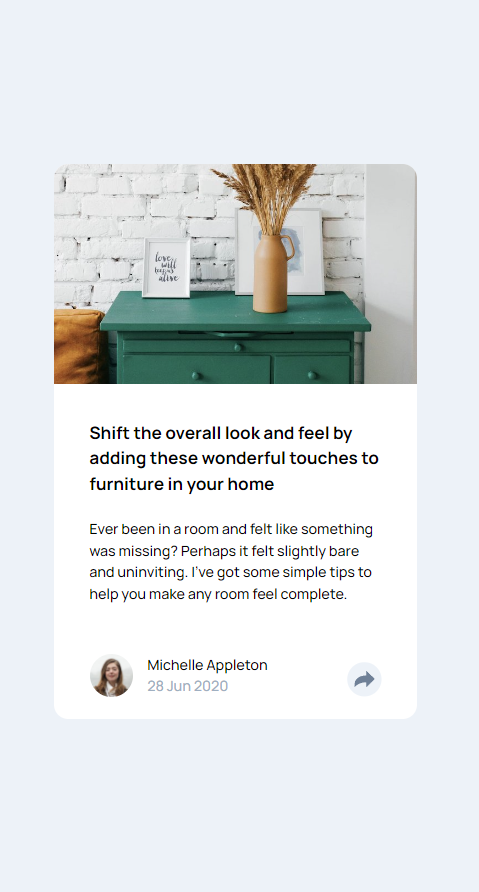 love
will
begins
alive
Shift the overall look and feel by
adding these wonderful touches to
furniture in your home
Ever been in a room and felt like something
was missing? Perhaps it felt slightly bare
and uninviting. I've got some simple tips to
help you make any room feel complete.
Michelle Appleton
28 Jun 2020